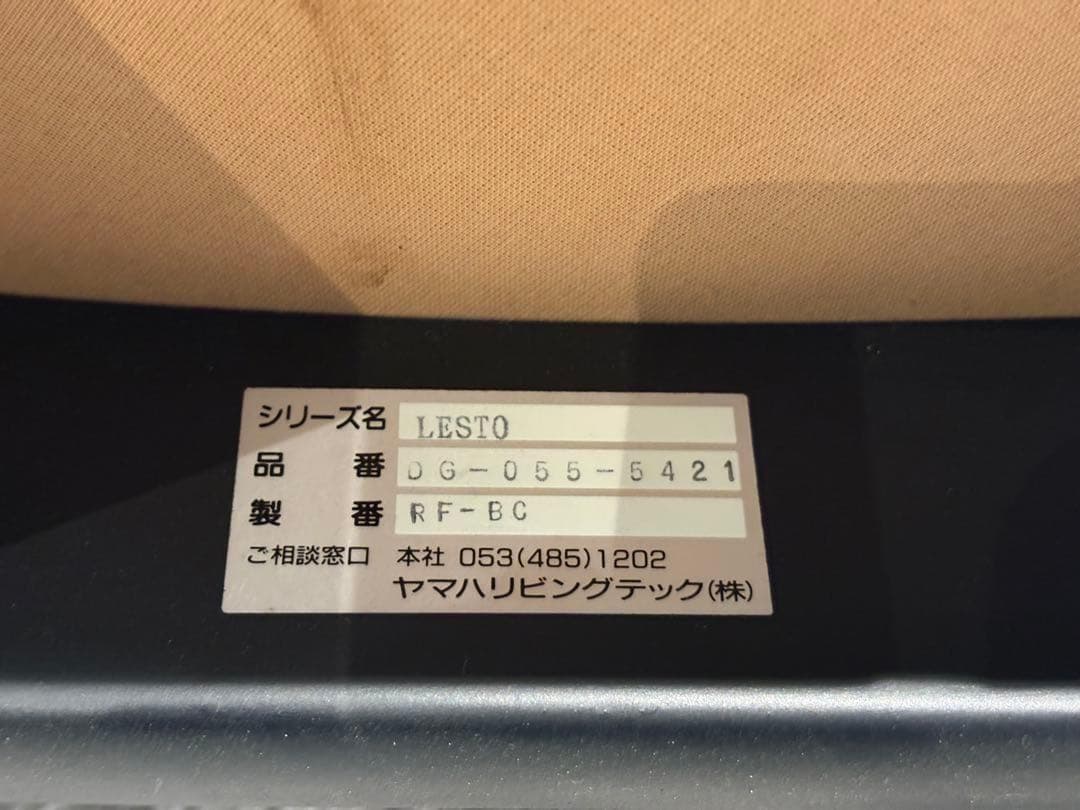 シリーズ名 LESTO
品番 DG-055-5421
製番 RF-BC
ご相談窓口 本社 053(485)1202
ヤマハリビングテック(株)